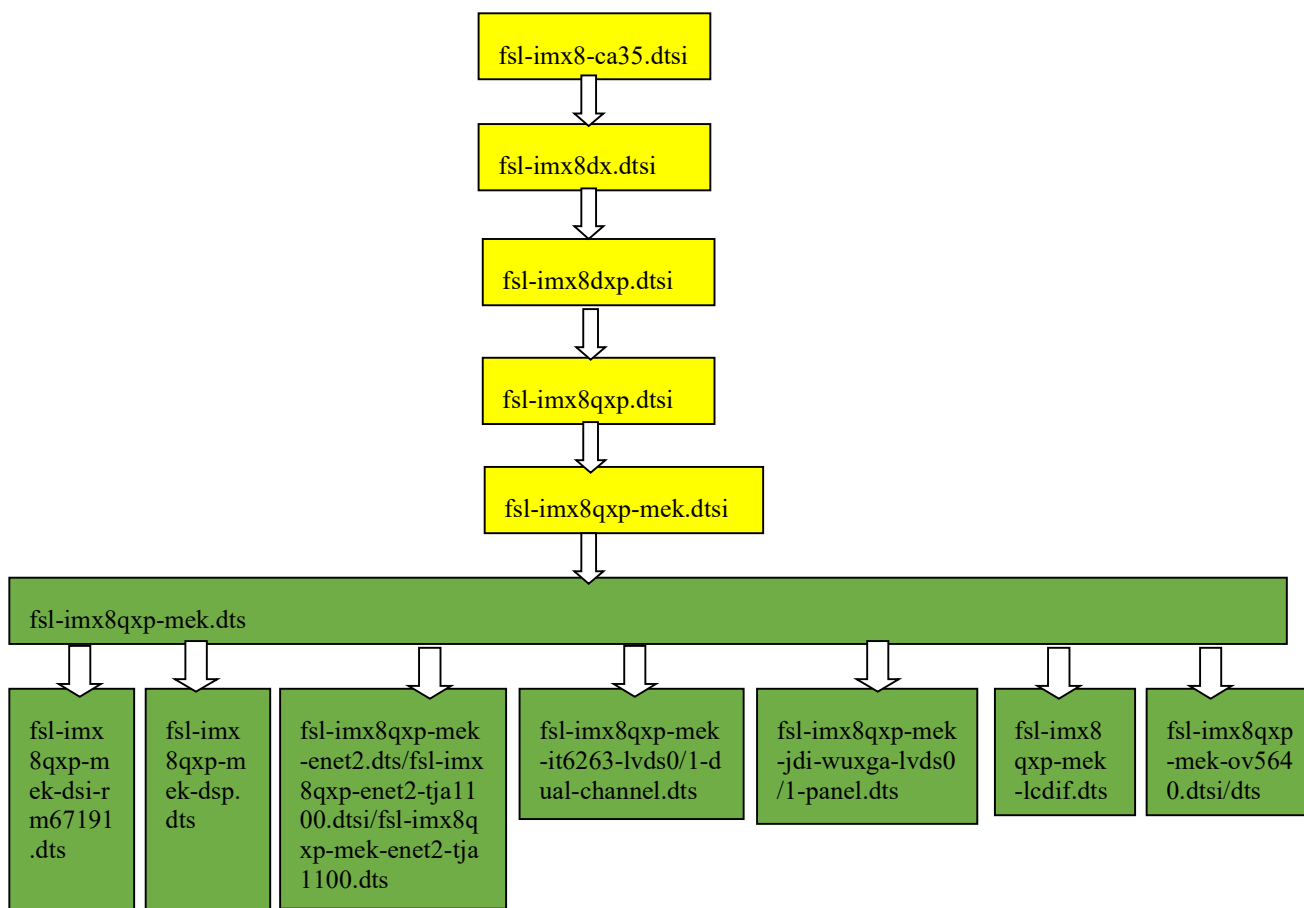 fsl-imx8-ca35.dtsi
fsl-imx8dx.dtsi
fsl-imx8dxp.dtsi
fsl-imx8qxp.dtsi
fsl-imx8qxp-mek.dtsi
fsl-imx8qxp-mek.dts
fsl-imx
8qxp-m
ek-dsi-r
m67191
.dts
fsl-imx
8qxp-m
ek-dsp.
dts
fsl-imx8qxp-mek
-enet2.dts/fsl-imx
8qxp-enet2-tja11
00.dtsi/fsl-imx8q
xp-mek-enet2-tja
1100.dts
fsl-imx8qxp-mek
-it6263-lvds0/1-d
ual-channel.dts
fsl-imx8qxp-mek
-jdi-wuxga-lvds0
/1-panel.dts
fsl-imx8
qxp-mek
-lcdif.dts
fsl-imx8qxp
-mek-ov564
0.dtsi/dts